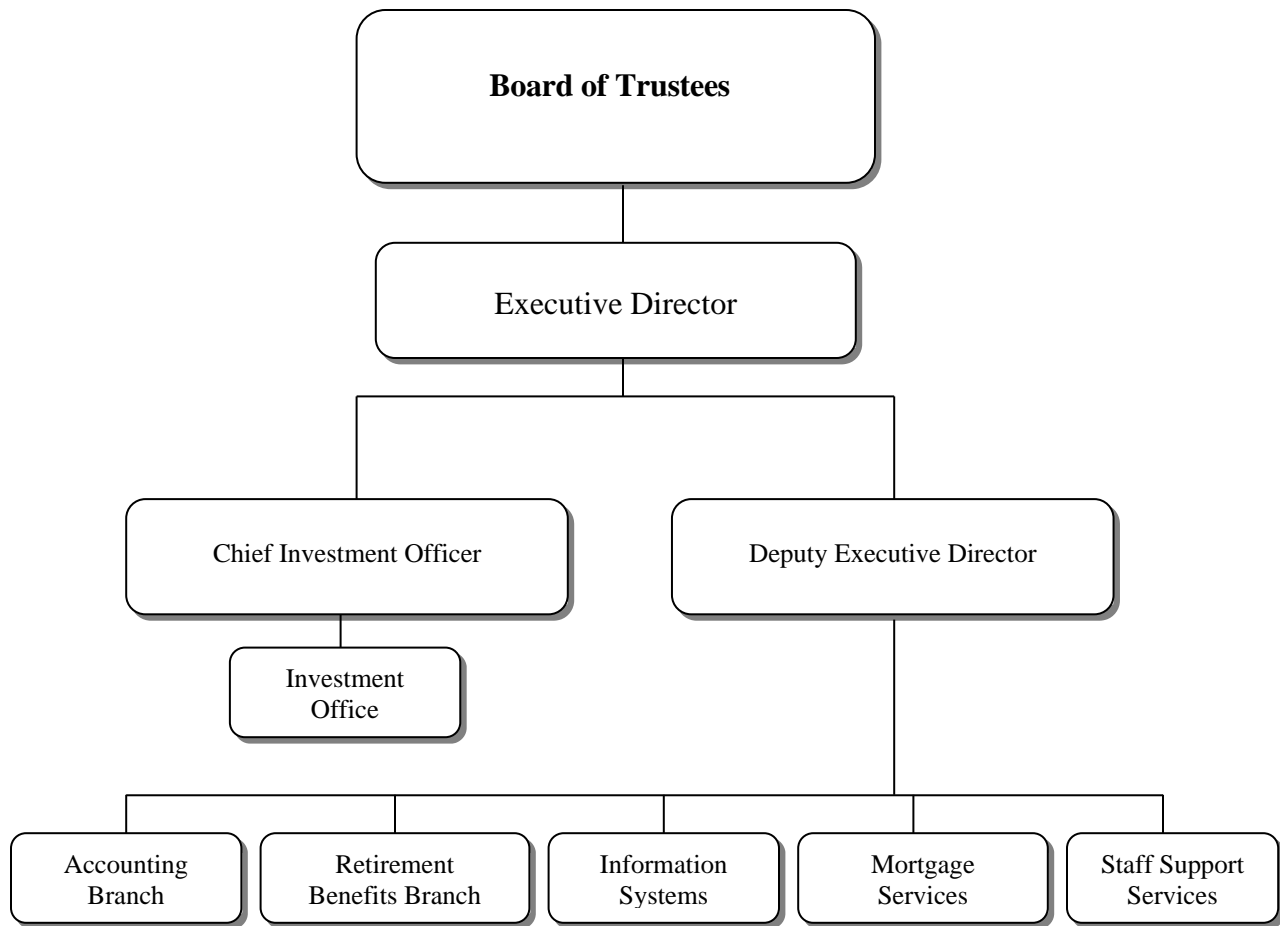 Board of Trustees
Executive Director
Chief Investment Officer
Deputy Executive Director
Investment
Office
Accounting
Branch
Retirement
Benefits Branch
Information
Systems
Mortgage
Services
Staff Support
Services